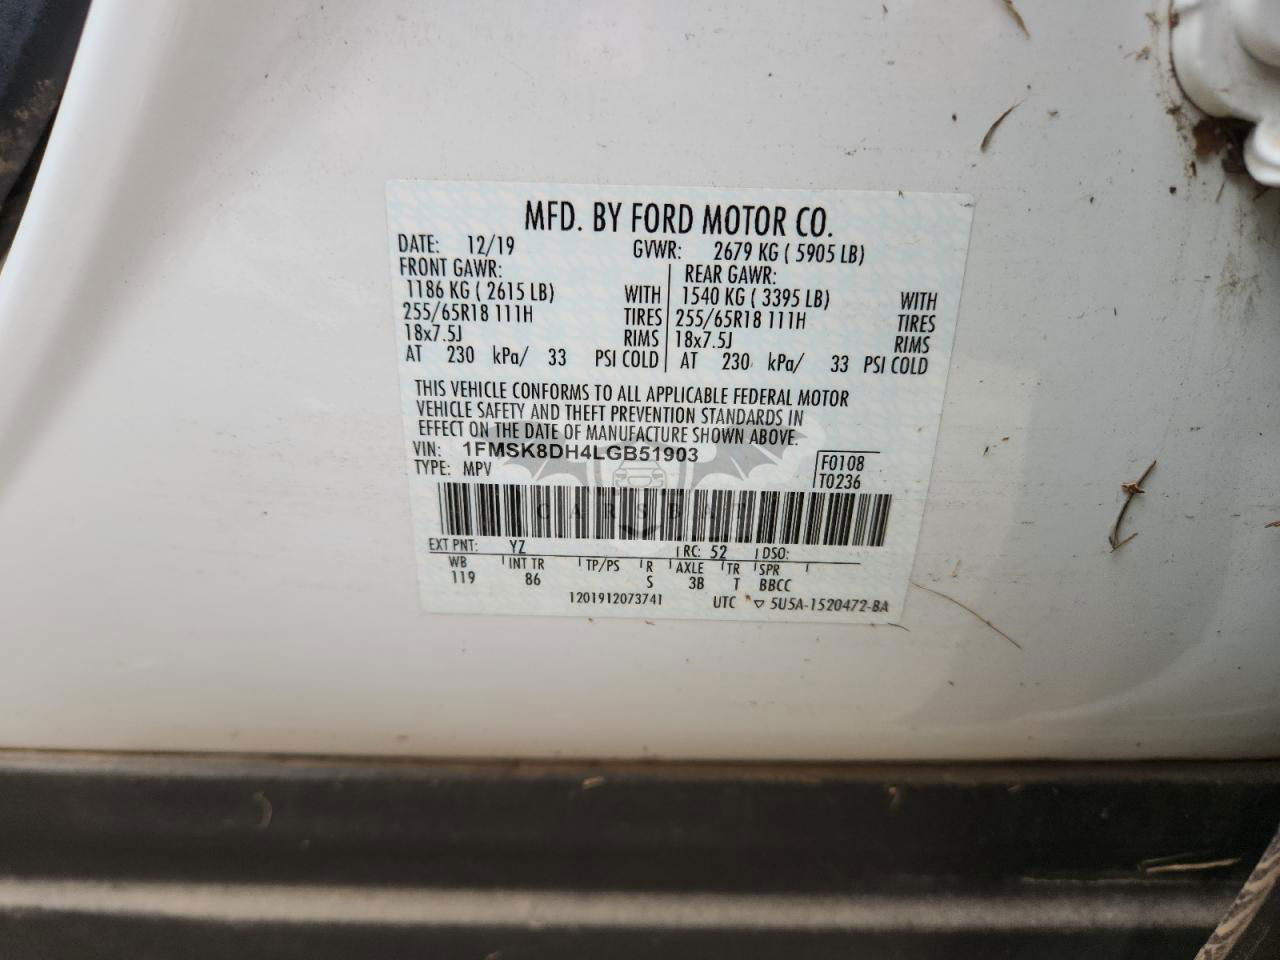 MFD. BY FORD MOTOR CO.
DATE: 12/19 GVWR: 2679 KG ( 5905 LB)
FRONT GAWR: REAR GAWR:
1186 KG ( 2615 LB) WITH 1540 KG ( 3395 LB) WITH
255/65R18 111H TIRES 255/65R18 111H TIRES
18x7.5J RIMS 18x7.5J RIMS
AT 230 kPa/ 33 PSI COLD AT 230 kPa/ 33 PSI COLD
THIS VEHICLE CONFORMS TO ALL APPLICABLE FEDERAL MOTOR
VEHICLE SAFETY AND THEFT PREVENTION STANDARDS IN
EFFECT ON THE DATE OF MANUFACTURE SHOWN ABOVE.
VIN: 1FMSK8DH4LGB51903
TYPE: MPV
F0108
T0236
CARSBAT
EXT PNT: YZ RC: 52 DSO:
WB INT TR TP/PS R AXLE TR SPR
119 86 S 3B T BBCC
1201912073741 UTC ▽ 5U5A-1520472-BA